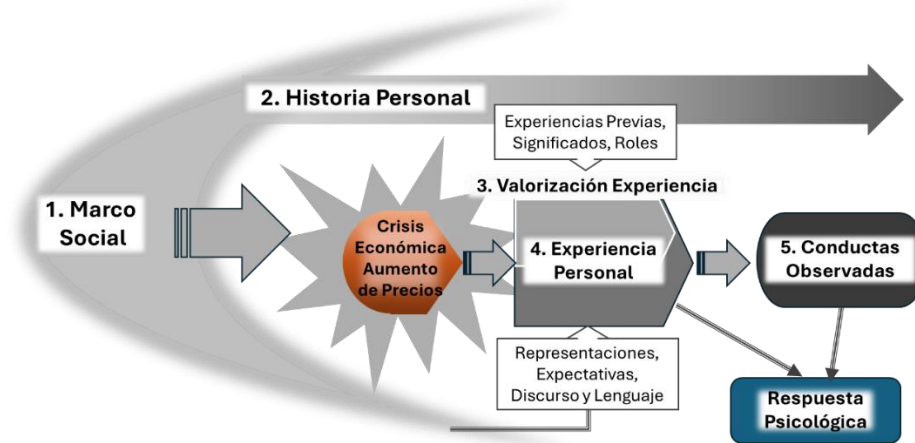 2. Historia Personal
Experiencias Previas,
Significados, Roles
3. Valorización Experiencia
1. Marco
Social
Crisis
Económica
Aumento
de Precios
4. Experiencia
Personal
5. Conductas
Observadas
Representaciones,
Expectativas,
Discurso y Lenguaje
Respuesta
Psicológica